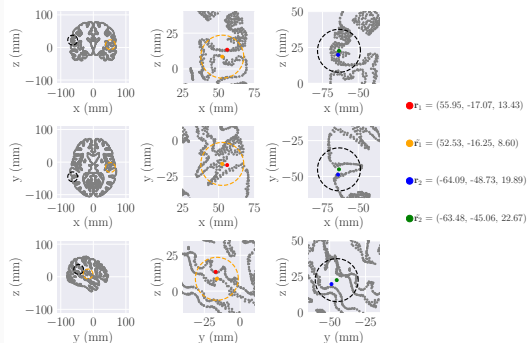 100
0
−100
z (mm)
−100 0 100
x (mm)
25
0
z (mm)
25 50 75
x (mm)
50
25
0
z (mm)
−75 −50
x (mm)
r₁ = (55.95, -17.07, 13.43)
r̂₁ = (52.53, -16.25, 8.60)
r₂ = (-64.09, -48.73, 19.89)
r̂₂ = (-63.48, -45.06, 22.67)
100
0
−100
y (mm)
−100 0 100
x (mm)
0
−25
y (mm)
25 50 75
x (mm)
−25
−50
y (mm)
−75 −50
x (mm)
100
0
−100
z (mm)
−100 0 100
y (mm)
25
0
z (mm)
−25 0
y (mm)
50
25
0
z (mm)
−50 −25
y (mm)